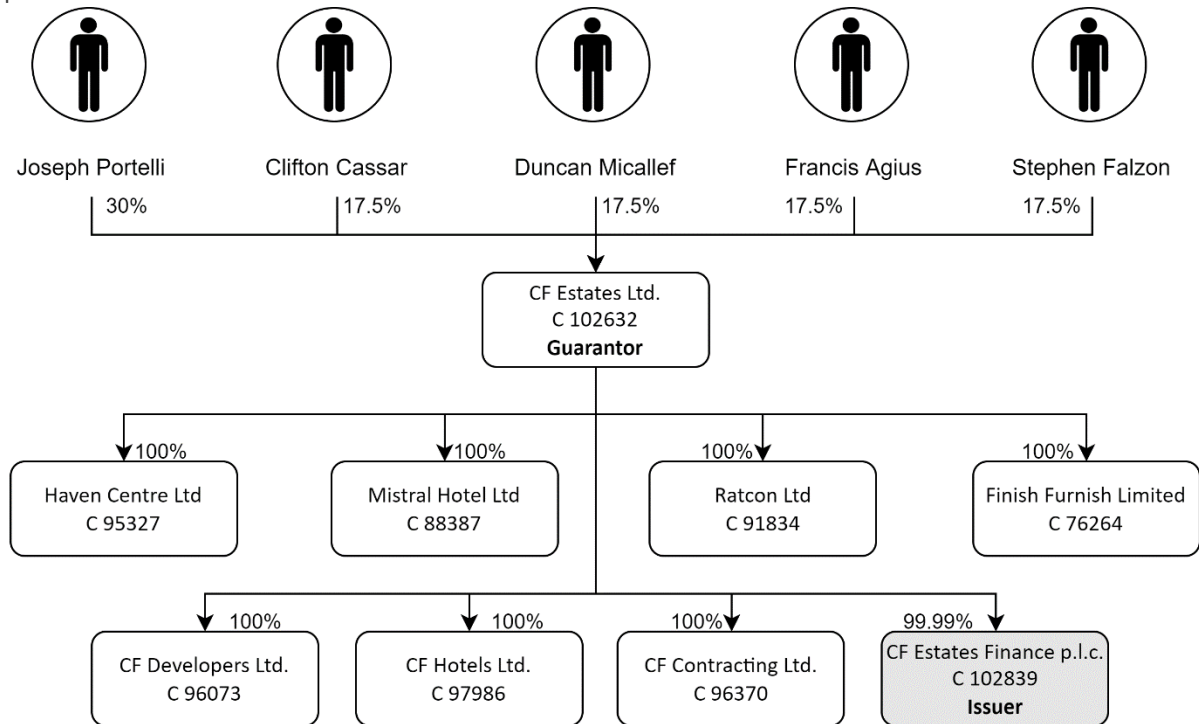 Joseph Portelli
Clifton Cassar
Duncan Micallef
Francis Agius
Stephen Falzon
30%
17.5%
17.5%
17.5%
17.5%
CF Estates Ltd.
C 102632
Guarantor
100%
100%
100%
100%
Haven Centre Ltd
C 95327
Mistral Hotel Ltd
C 88387
Ratcon Ltd
C 91834
Finish Furnish Limited
C 76264
100%
100%
100%
99.99%
CF Developers Ltd.
C 96073
CF Hotels Ltd.
C 97986
CF Contracting Ltd.
C 96370
CF Estates Finance p.l.c.
C 102839
Issuer